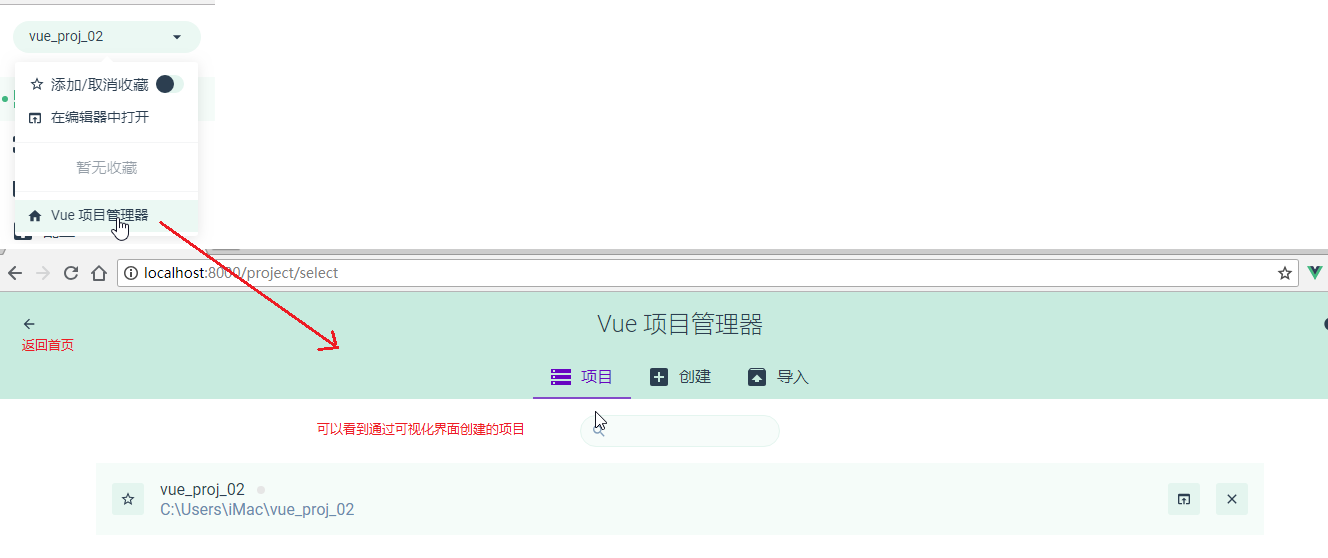 vue_proj_02
添加/取消收藏
在编辑器中打开
暂无收藏
Vue 项目管理器
localhost:8000/project/select
Vue 项目管理器
返回首页
项目 创建 导入
可以看到通过可视化界面创建的项目
vue_proj_02
C:\Users\iMac\vue_proj_02